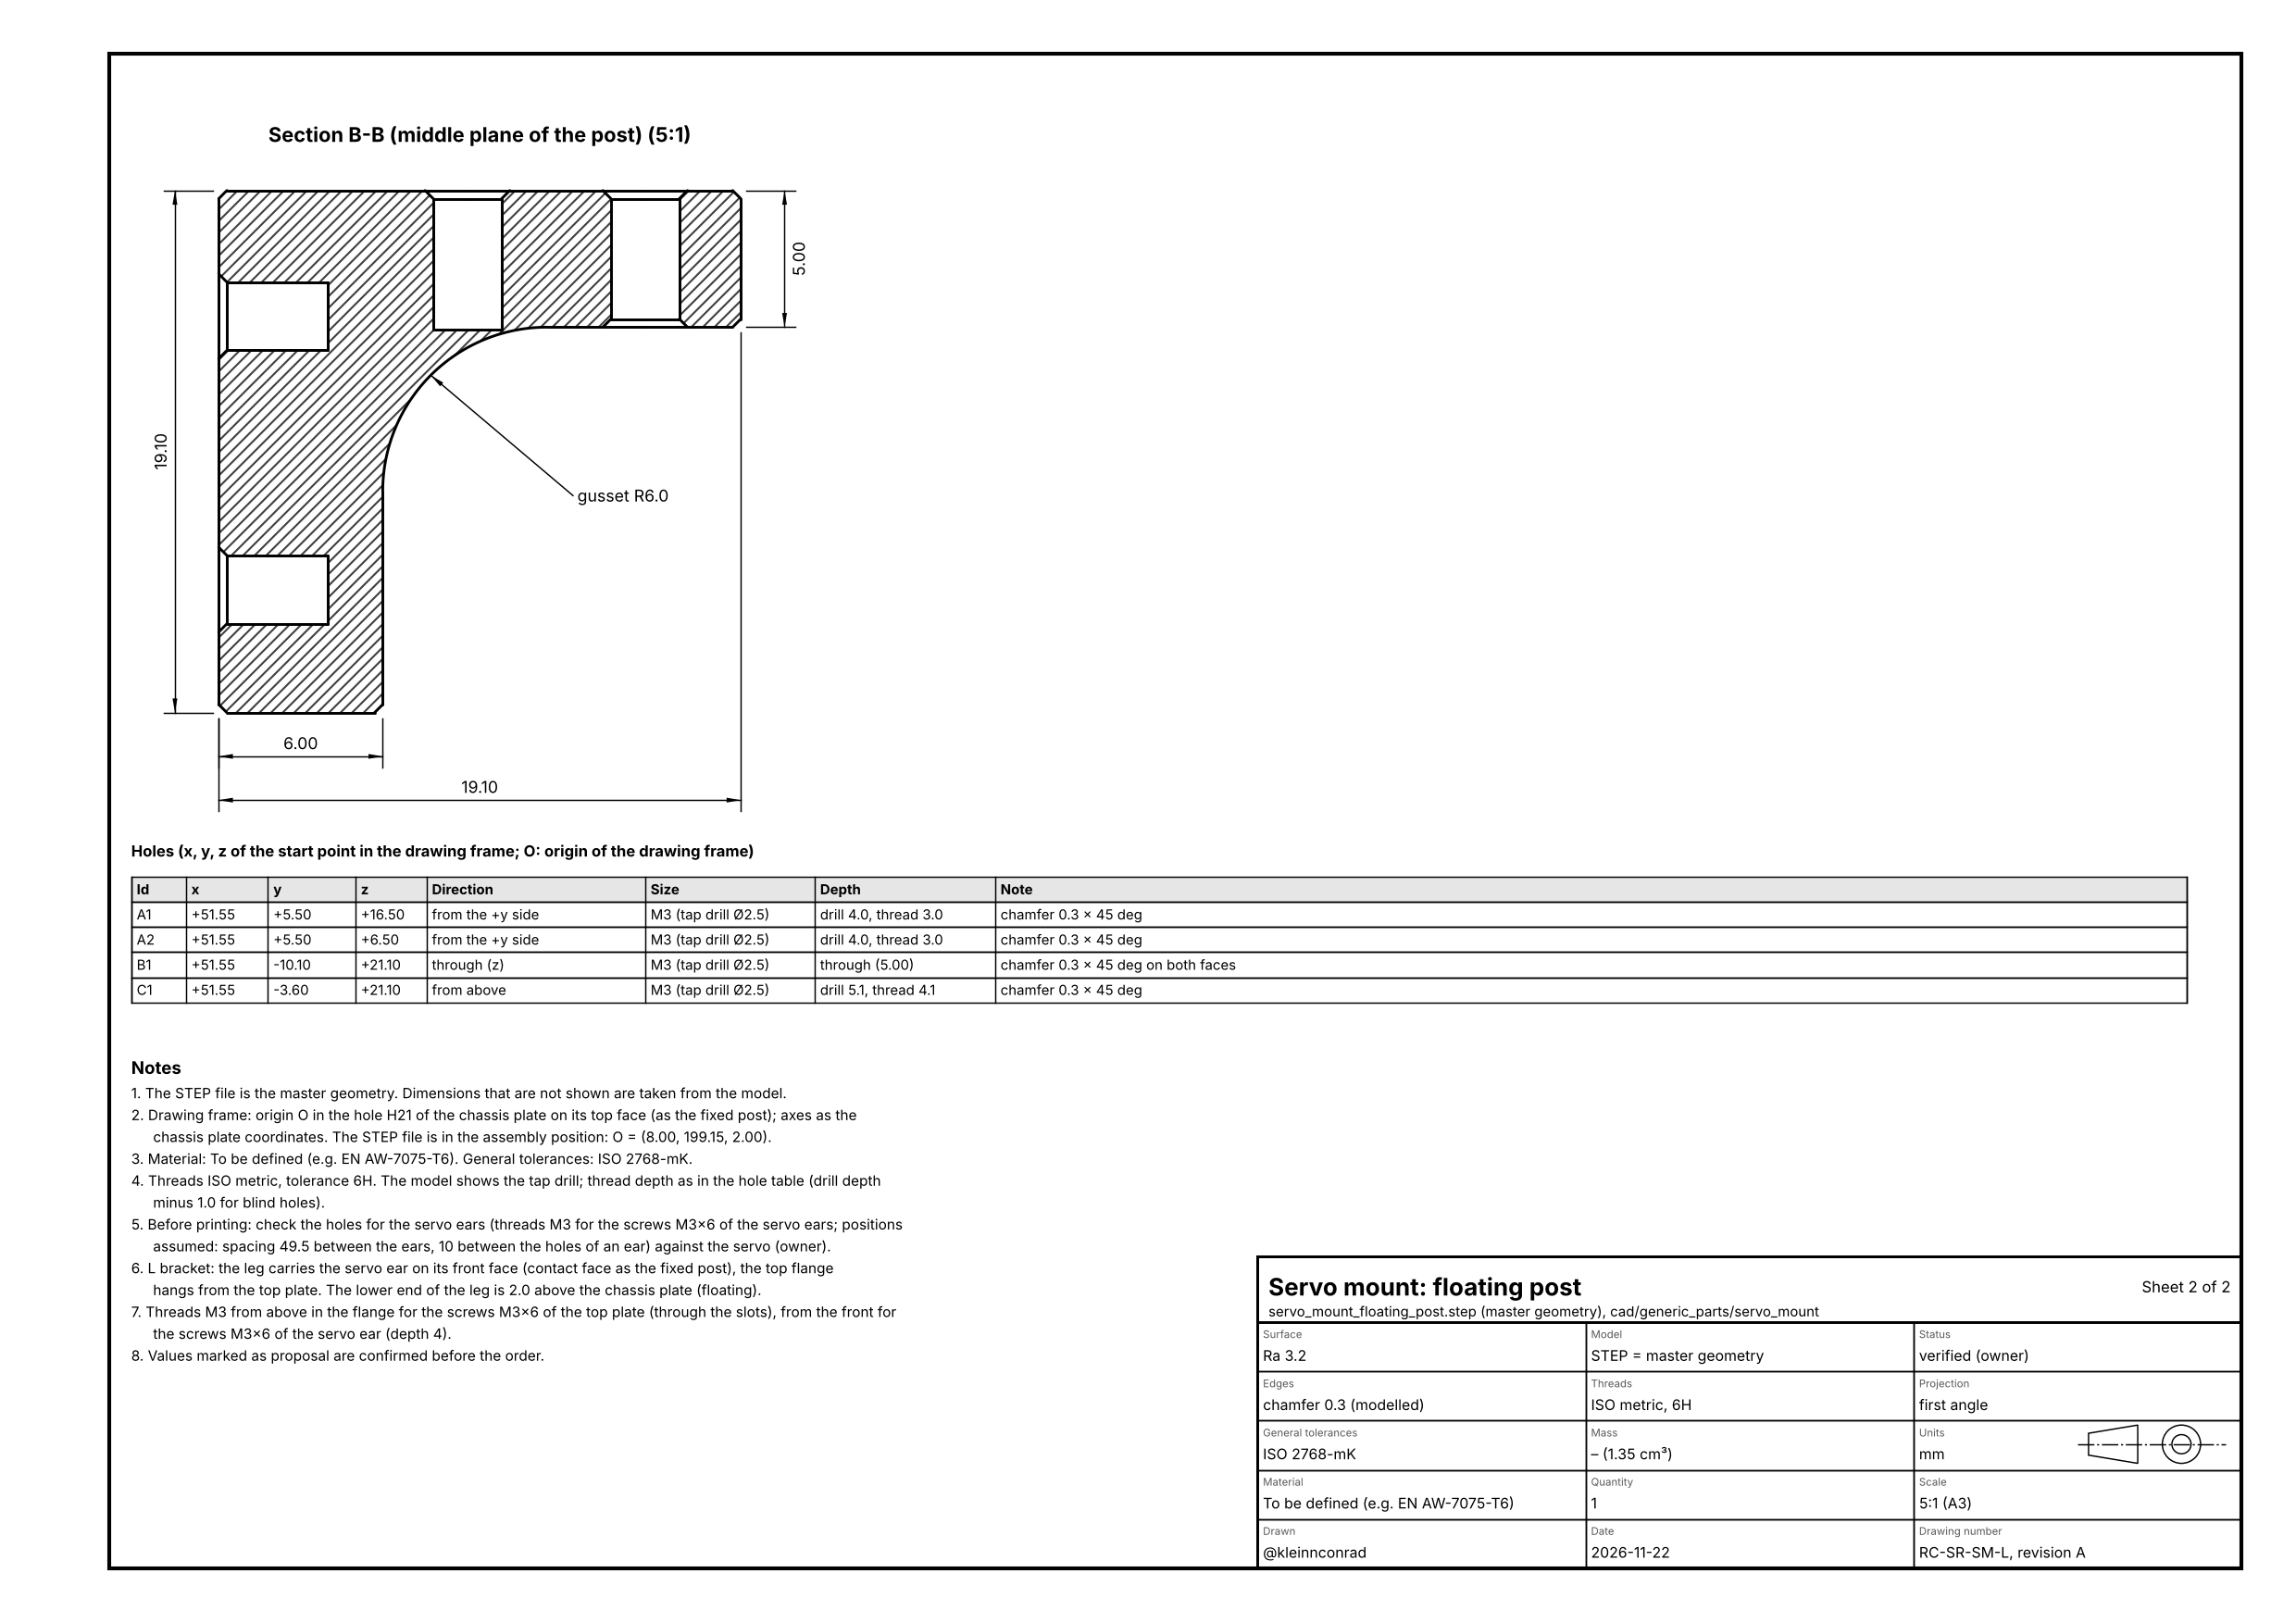 Section B-B (middle plane of the post) (5:1)
5.00
19.10
gusset R6.0
6.00
19.10
Holes (x, y, z of the start point in the drawing frame; O: origin of the drawing frame)
Id x y z Direction Size Depth Note
A1 +51.55 +5.50 +16.50 from the +y side M3 (tap drill Ø2.5) drill 4.0, thread 3.0 chamfer 0.3 × 45 deg
A2 +51.55 +5.50 +6.50 from the +y side M3 (tap drill Ø2.5) drill 4.0, thread 3.0 chamfer 0.3 × 45 deg
B1 +51.55 -10.10 +21.10 through (z) M3 (tap drill Ø2.5) through (5.00) chamfer 0.3 × 45 deg on both faces
C1 +51.55 -3.60 +21.10 from above M3 (tap drill Ø2.5) drill 5.1, thread 4.1 chamfer 0.3 × 45 deg
Notes
1. The STEP file is the master geometry. Dimensions that are not shown are taken from the model.
2. Drawing frame: origin O in the hole H21 of the chassis plate on its top face (as the fixed post); axes as the
chassis plate coordinates. The STEP file is in the assembly position: O = (8.00, 199.15, 2.00).
3. Material: To be defined (e.g. EN AW-7075-T6). General tolerances: ISO 2768-mK.
4. Threads ISO metric, tolerance 6H. The model shows the tap drill; thread depth as in the hole table (drill depth
minus 1.0 for blind holes).
5. Before printing: check the holes for the servo ears (threads M3 for the screws M3×6 of the servo ears; positions
assumed: spacing 49.5 between the ears, 10 between the holes of an ear) against the servo (owner).
6. L bracket: the leg carries the servo ear on its front face (contact face as the fixed post), the top flange
hangs from the top plate. The lower end of the leg is 2.0 above the chassis plate (floating).
7. Threads M3 from above in the flange for the screws M3×6 of the top plate (through the slots), from the front for
the screws M3×6 of the servo ear (depth 4).
8. Values marked as proposal are confirmed before the order.
Servo mount: floating post
Sheet 2 of 2
servo_mount_floating_post.step (master geometry), cad/generic_parts/servo_mount
Surface Model Status
Ra 3.2 STEP = master geometry verified (owner)
Edges Threads Projection
chamfer 0.3 (modelled) ISO metric, 6H first angle
General tolerances Mass Units
ISO 2768-mK – (1.35 cm³) mm
Material Quantity Scale
To be defined (e.g. EN AW-7075-T6) 1 5:1 (A3)
Drawn Date Drawing number
@kleinnconrad 2026-11-22 RC-SR-SM-L, revision A